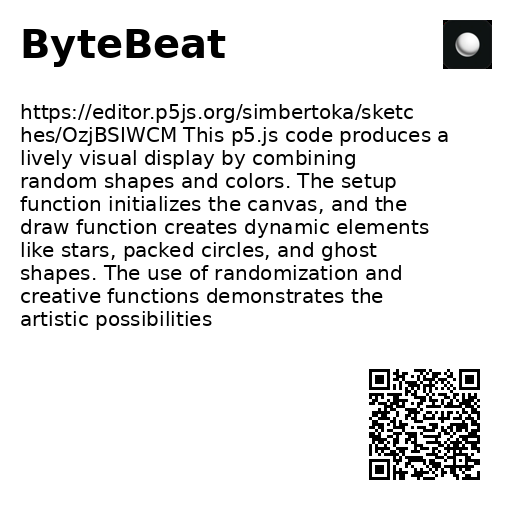 ByteBeat
https://editor.p5js.org/simbertoka/sketc
hes/OzjBSIWCM This p5.js code produces a
lively visual display by combining
random shapes and colors. The setup
function initializes the canvas, and the
draw function creates dynamic elements
like stars, packed circles, and ghost
shapes. The use of randomization and
creative functions demonstrates the
artistic possibilities